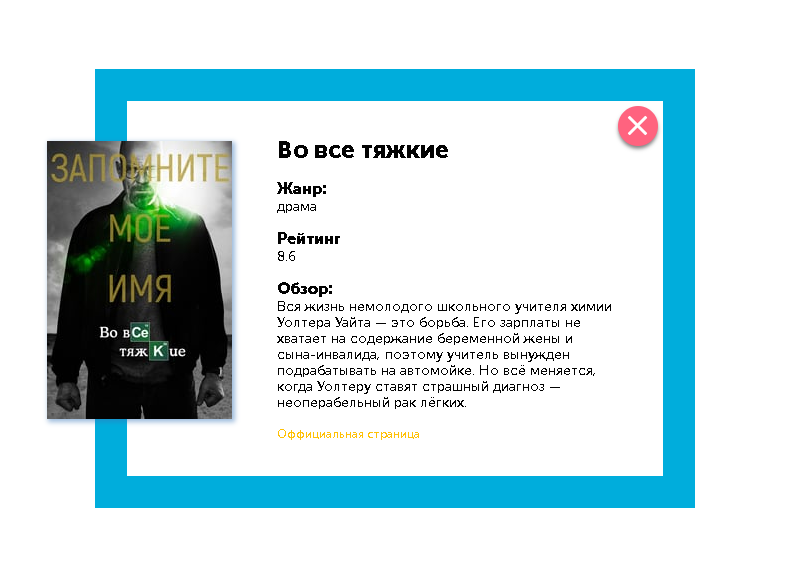 ЗАПОМНИТЕ
МОЕ
ИМЯ
Во вСе
тяжКие
Во все тяжкие
Жанр:
драма
Рейтинг
8.6
Обзор:
Вся жизнь немолодого школьного учителя химии
Уолтера Уайта — это борьба. Его зарплаты не
хватает на содержание беременной жены и
сына-инвалида, поэтому учитель вынужден
подрабатывать на автомойке. Но всё меняется,
когда Уолтеру ставят страшный диагноз —
неоперабельный рак лёгких.
Оффициальная страница